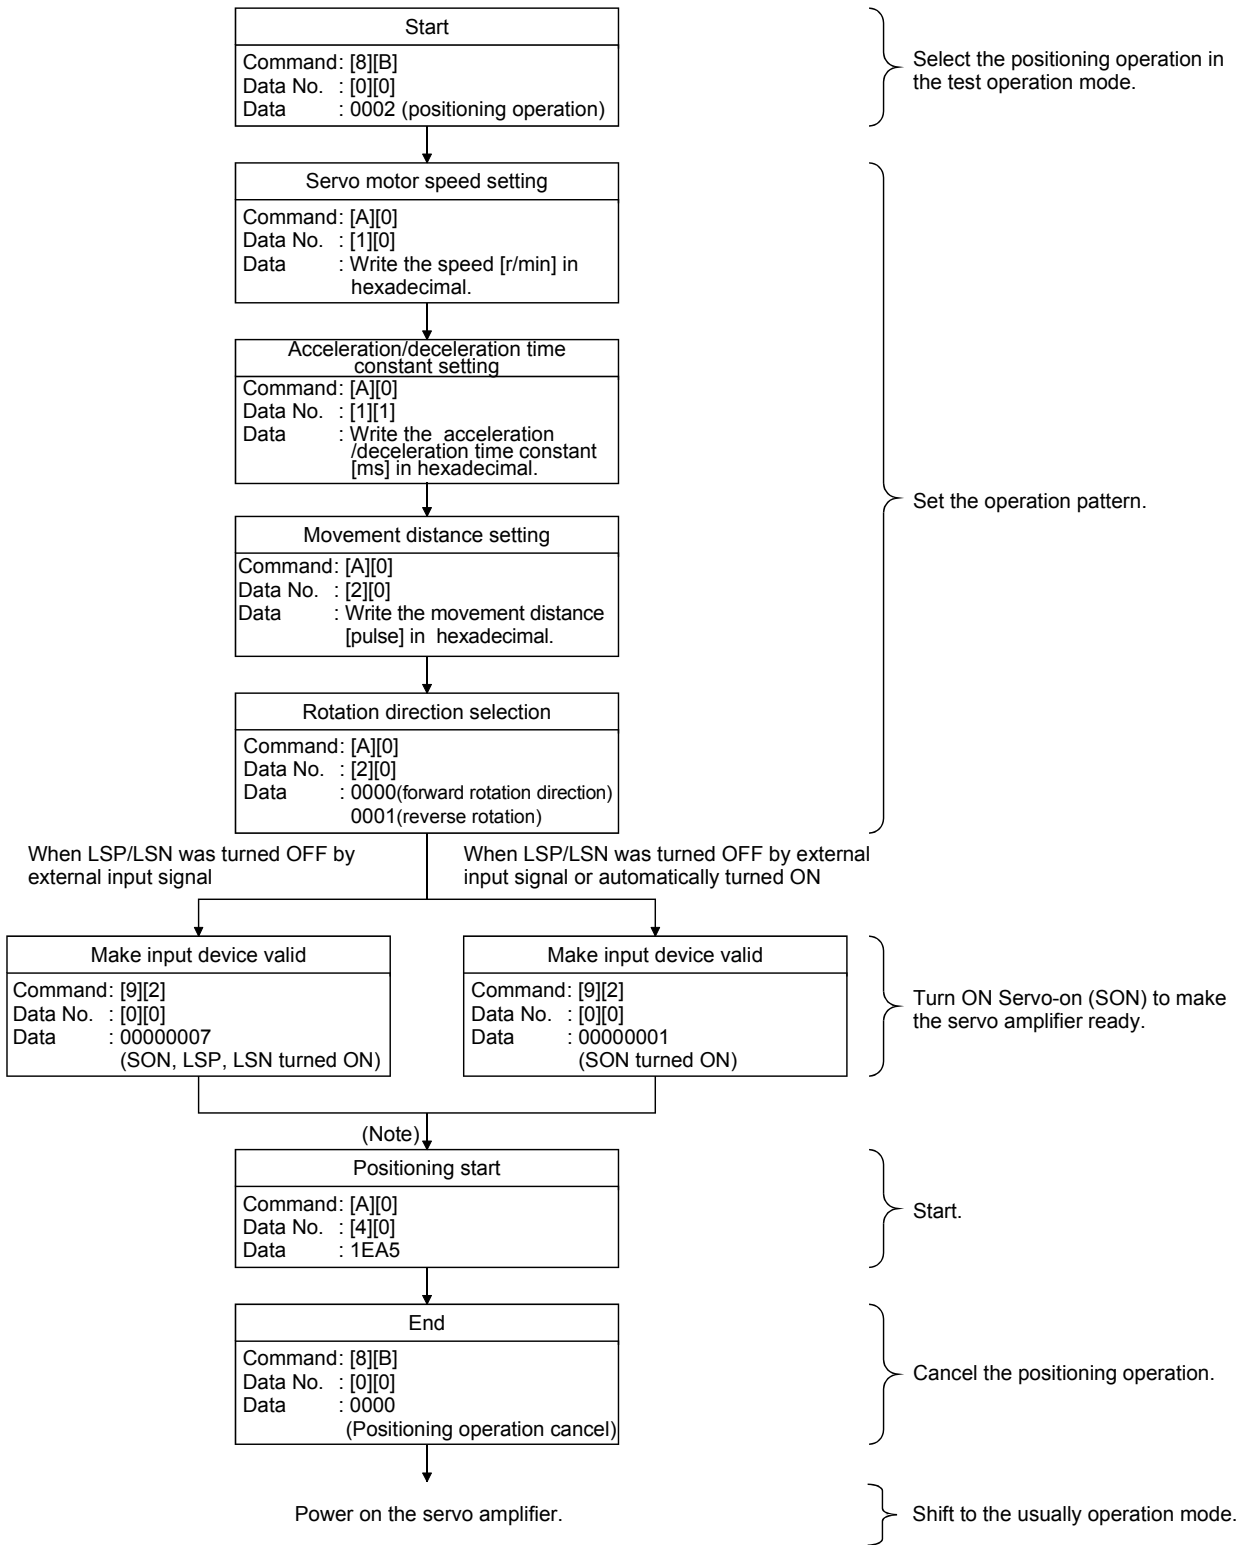 Start
Command: [8][B]
Data No. : [0][0]
Data : 0002 (positioning operation)
Select the positioning operation in
the test operation mode.
Servo motor speed setting
Command: [A][0]
Data No. : [1][0]
Data : Write the speed [r/min] in
hexadecimal.
Acceleration/deceleration time
constant setting
Command: [A][0]
Data No. : [1][1]
Data : Write the acceleration
/deceleration time constant
[ms] in hexadecimal.
Set the operation pattern.
Movement distance setting
Command: [A][0]
Data No. : [2][0]
Data : Write the movement distance
[pulse] in hexadecimal.
Rotation direction selection
Command: [A][0]
Data No. : [2][0]
Data : 0000(forward rotation direction)
0001(reverse rotation)
When LSP/LSN was turned OFF by
external input signal
When LSP/LSN was turned OFF by external
input signal or automatically turned ON
Make input device valid
Command: [9][2]
Data No. : [0][0]
Data : 00000007
(SON, LSP, LSN turned ON)
Make input device valid
Command: [9][2]
Data No. : [0][0]
Data : 00000001
(SON turned ON)
Turn ON Servo-on (SON) to make
the servo amplifier ready.
(Note)
Positioning start
Command: [A][0]
Data No. : [4][0]
Data : 1EA5
Start.
End
Command: [8][B]
Data No. : [0][0]
Data : 0000
(Positioning operation cancel)
Cancel the positioning operation.
Power on the servo amplifier.
Shift to the usually operation mode.